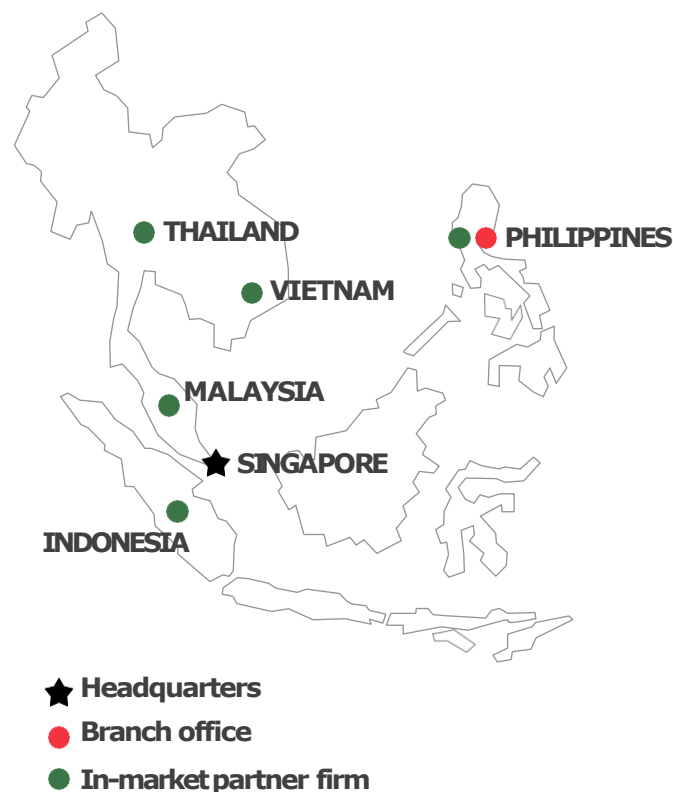 THAILAND
PHILIPPINES
VIETNAM
MALAYSIA
SINGAPORE
INDONESIA
Headquarters
Branch office
In-market partner firm